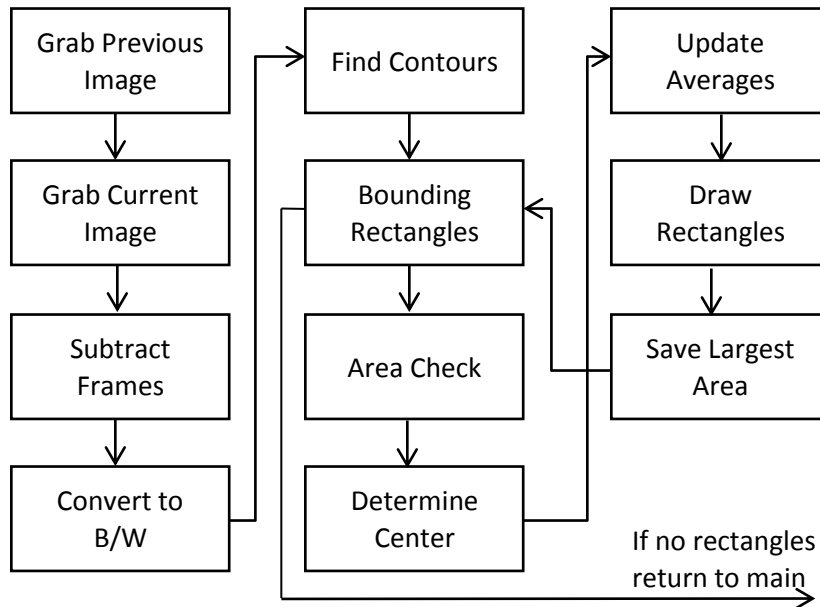 Grab Previous
Image
Grab Current
Image
Subtract
Frames
Convert to
B/W
Find Contours
Bounding
Rectangles
Area Check
Determine
Center
Update
Averages
Draw
Rectangles
Save Largest
Area
If no rectangles
return to main